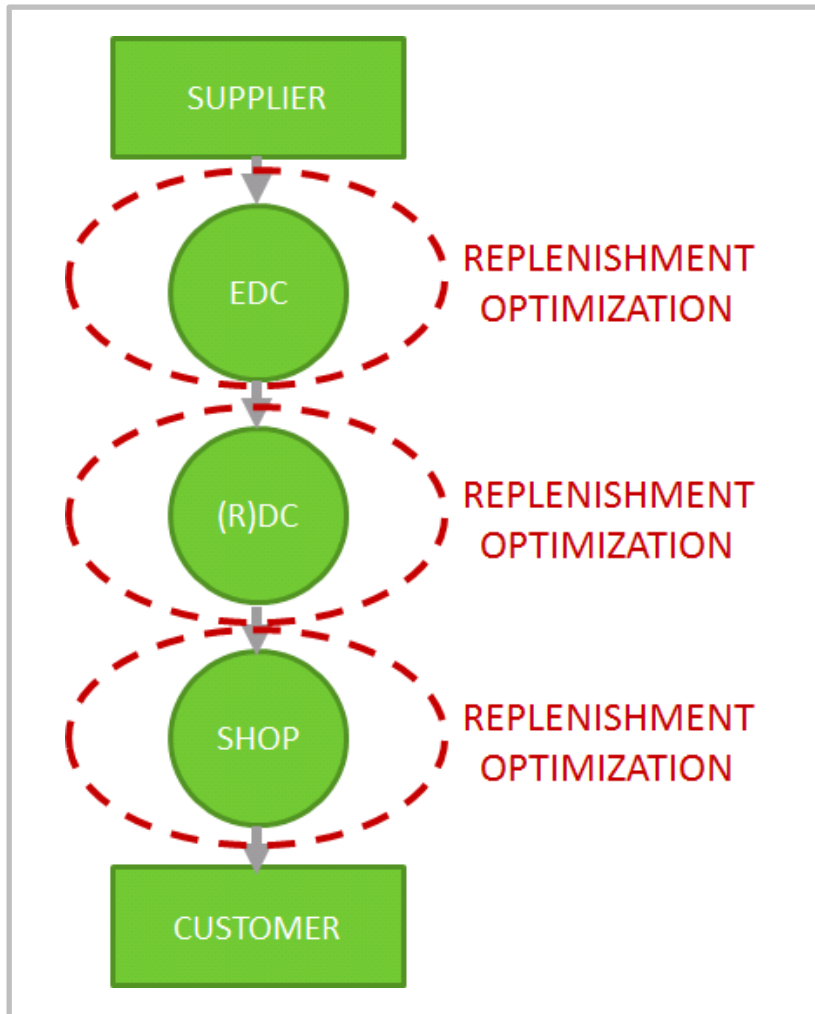 SUPPLIER
EDC
REPLENISHMENT
OPTIMIZATION
(R)DC
REPLENISHMENT
OPTIMIZATION
SHOP
REPLENISHMENT
OPTIMIZATION
CUSTOMER